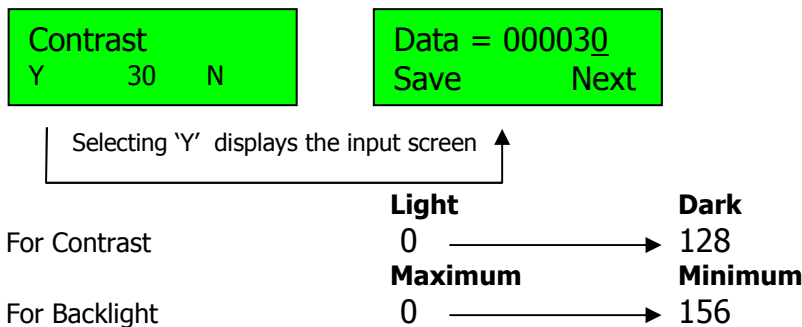 Contrast
Y 30 N
Data = 000030
Save Next
Selecting ‘Y’ displays the input screen
Light Dark
For Contrast 0 128
Maximum Minimum
For Backlight 0 156